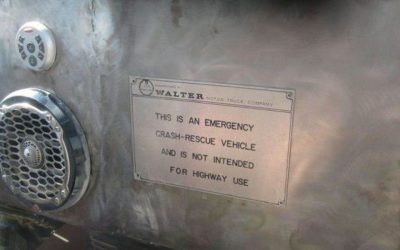 WALTER MOTOR TRUCK COMPANY
THIS IS AN EMERGENCY
CRASH-RESCUE VEHICLE
AND IS NOT INTENDED
FOR HIGHWAY USE